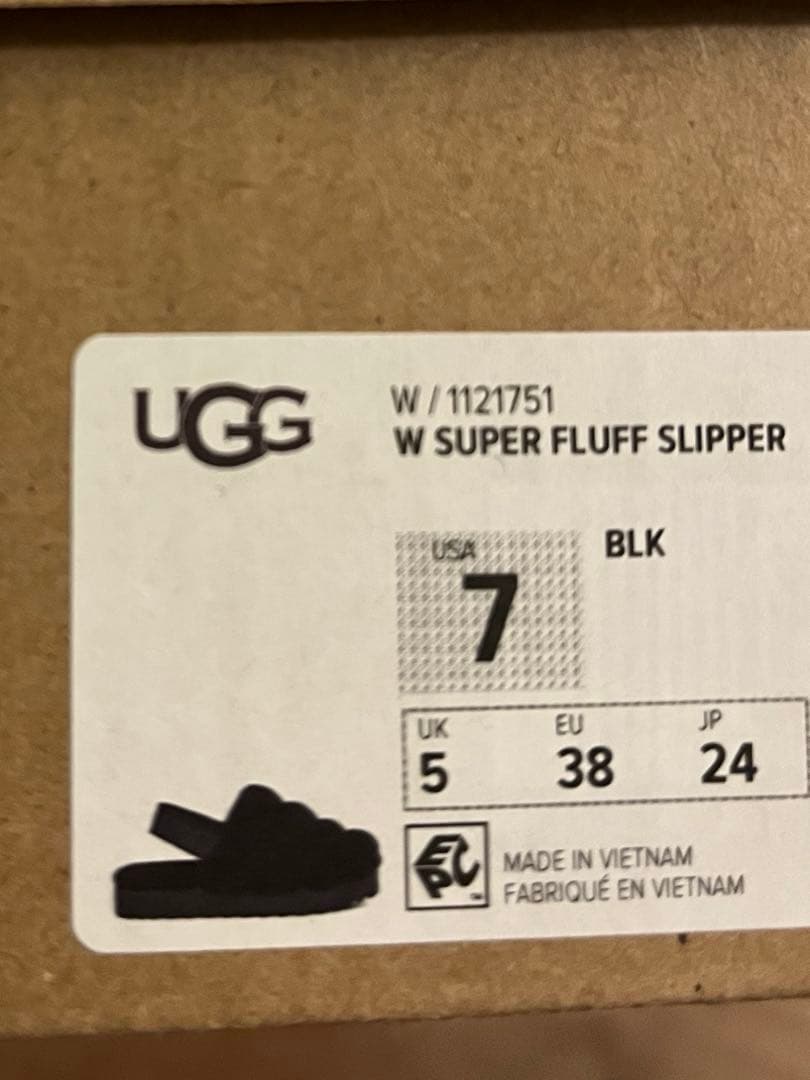 UGG
W / 1121751
W SUPER FLUFF SLIPPER
USA
7
BLK
UK EU JP
5 38 24
EPC
MADE IN VIETNAM
FABRIQUÉ EN VIETNAM